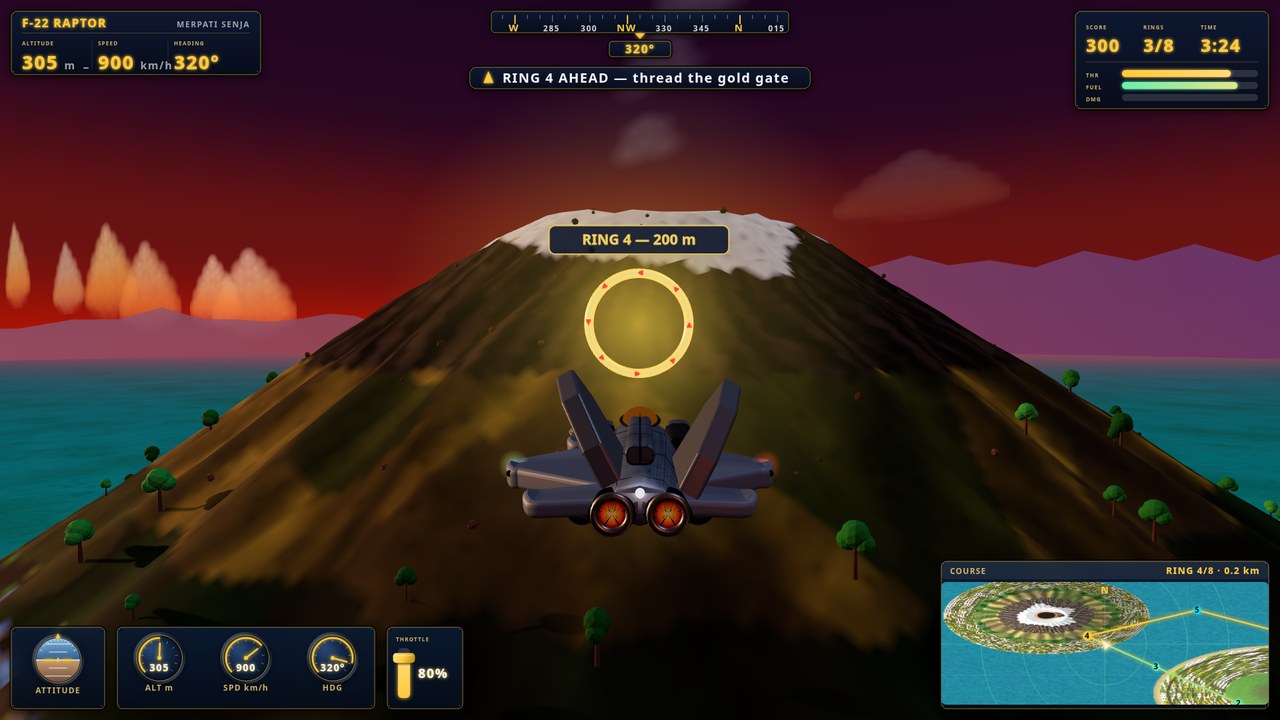 F-22 RAPTOR MERPATI SENJA
ALTITUDE SPEED HEADING
305 m – 900 km/h 320°
W 285 300 NW 330 345 N 015
320°
RING 4 AHEAD — thread the gold gate
SCORE RINGS TIME
300 3/8 3:24
THR
FUEL
DMG
RING 4 — 200 m
COURSE RING 4/8 · 0.2 km
N
5
4
3
2
ATTITUDE
305 900 320°
ALT m SPD km/h HDG
THROTTLE
80%